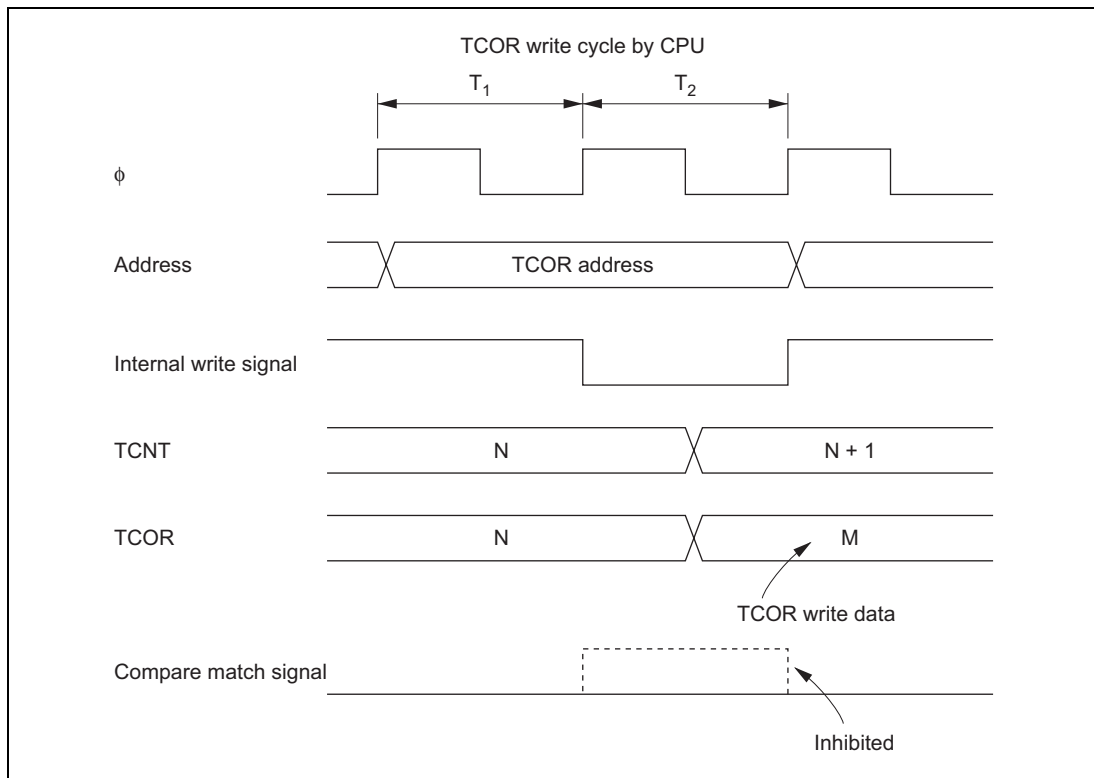 TCOR write cycle by CPU
T1 T2
φ
Address TCOR address
Internal write signal
TCNT N N + 1
TCOR N M
TCOR write data
Compare match signal
Inhibited